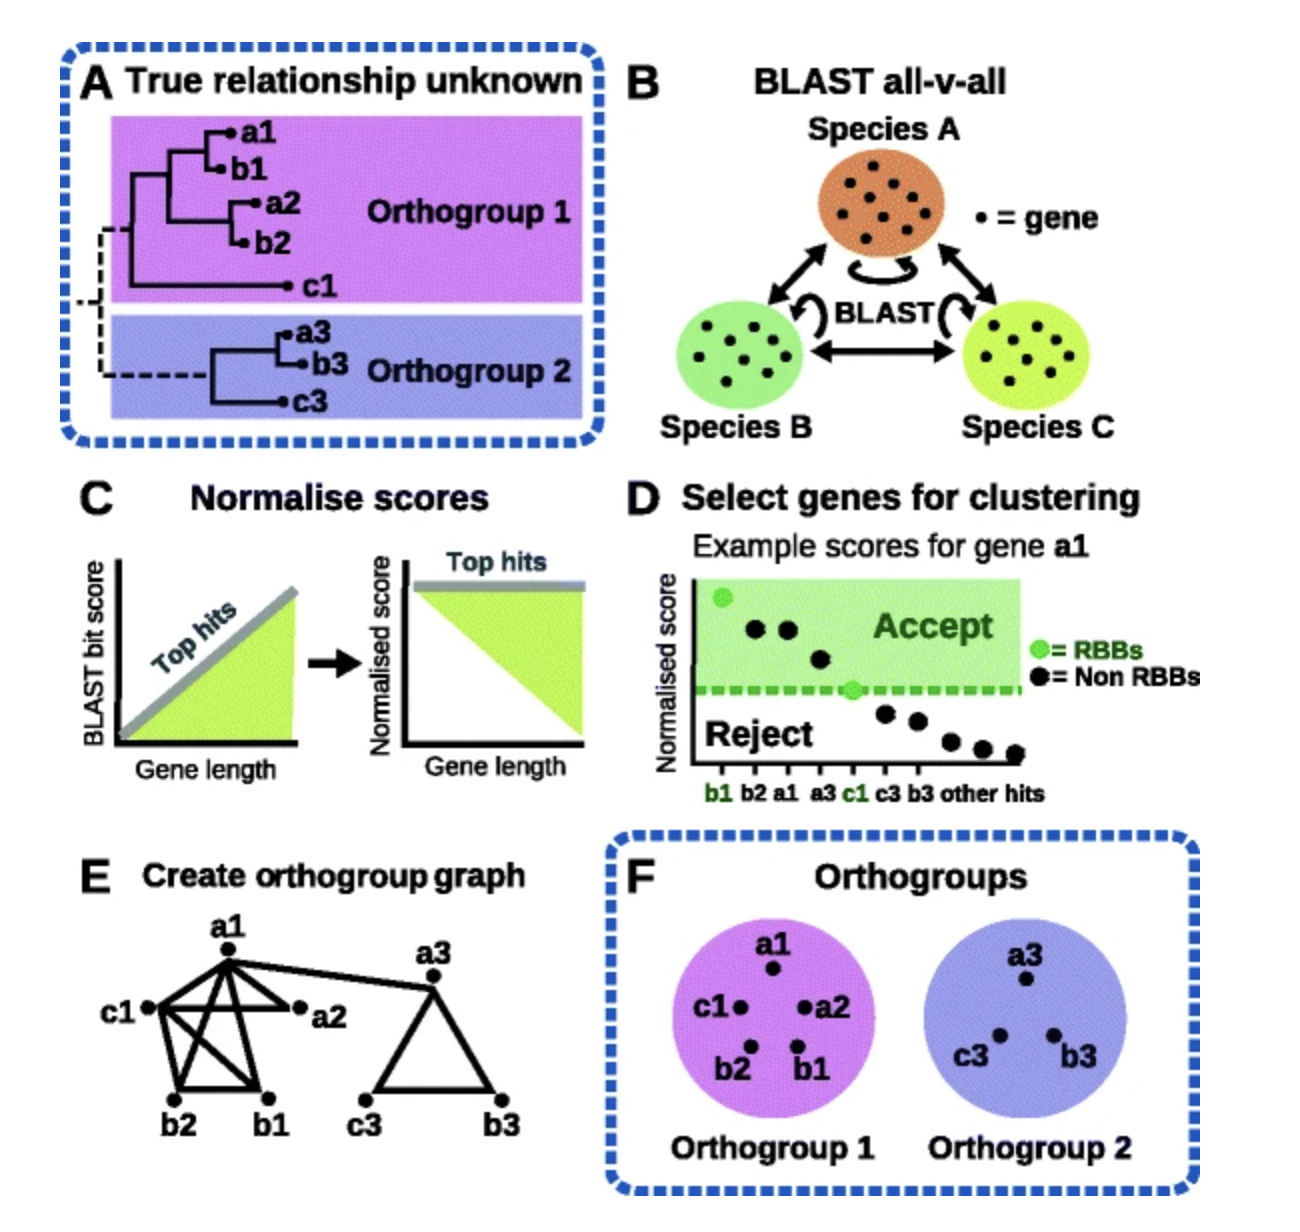 A True relationship unknown
a1
b1
a2
b2
c1
Orthogroup 1
a3
b3
c3
Orthogroup 2
B BLAST all-v-all
Species A
• = gene
BLAST
Species B
Species C
C Normalise scores
BLAST bit score
Top hits
Gene length
Normalised score
Top hits
Gene length
D Select genes for clustering
Example scores for gene a1
Normalised score
Accept
Reject
= RBBs
= Non RBBs
b1 b2 a1 a3 c1 c3 b3 other hits
E Create orthogroup graph
a1
a3
c1
a2
b2 b1 c3 b3
F Orthogroups
a1
c1 a2
b2 b1
Orthogroup 1
a3
c3 b3
Orthogroup 2